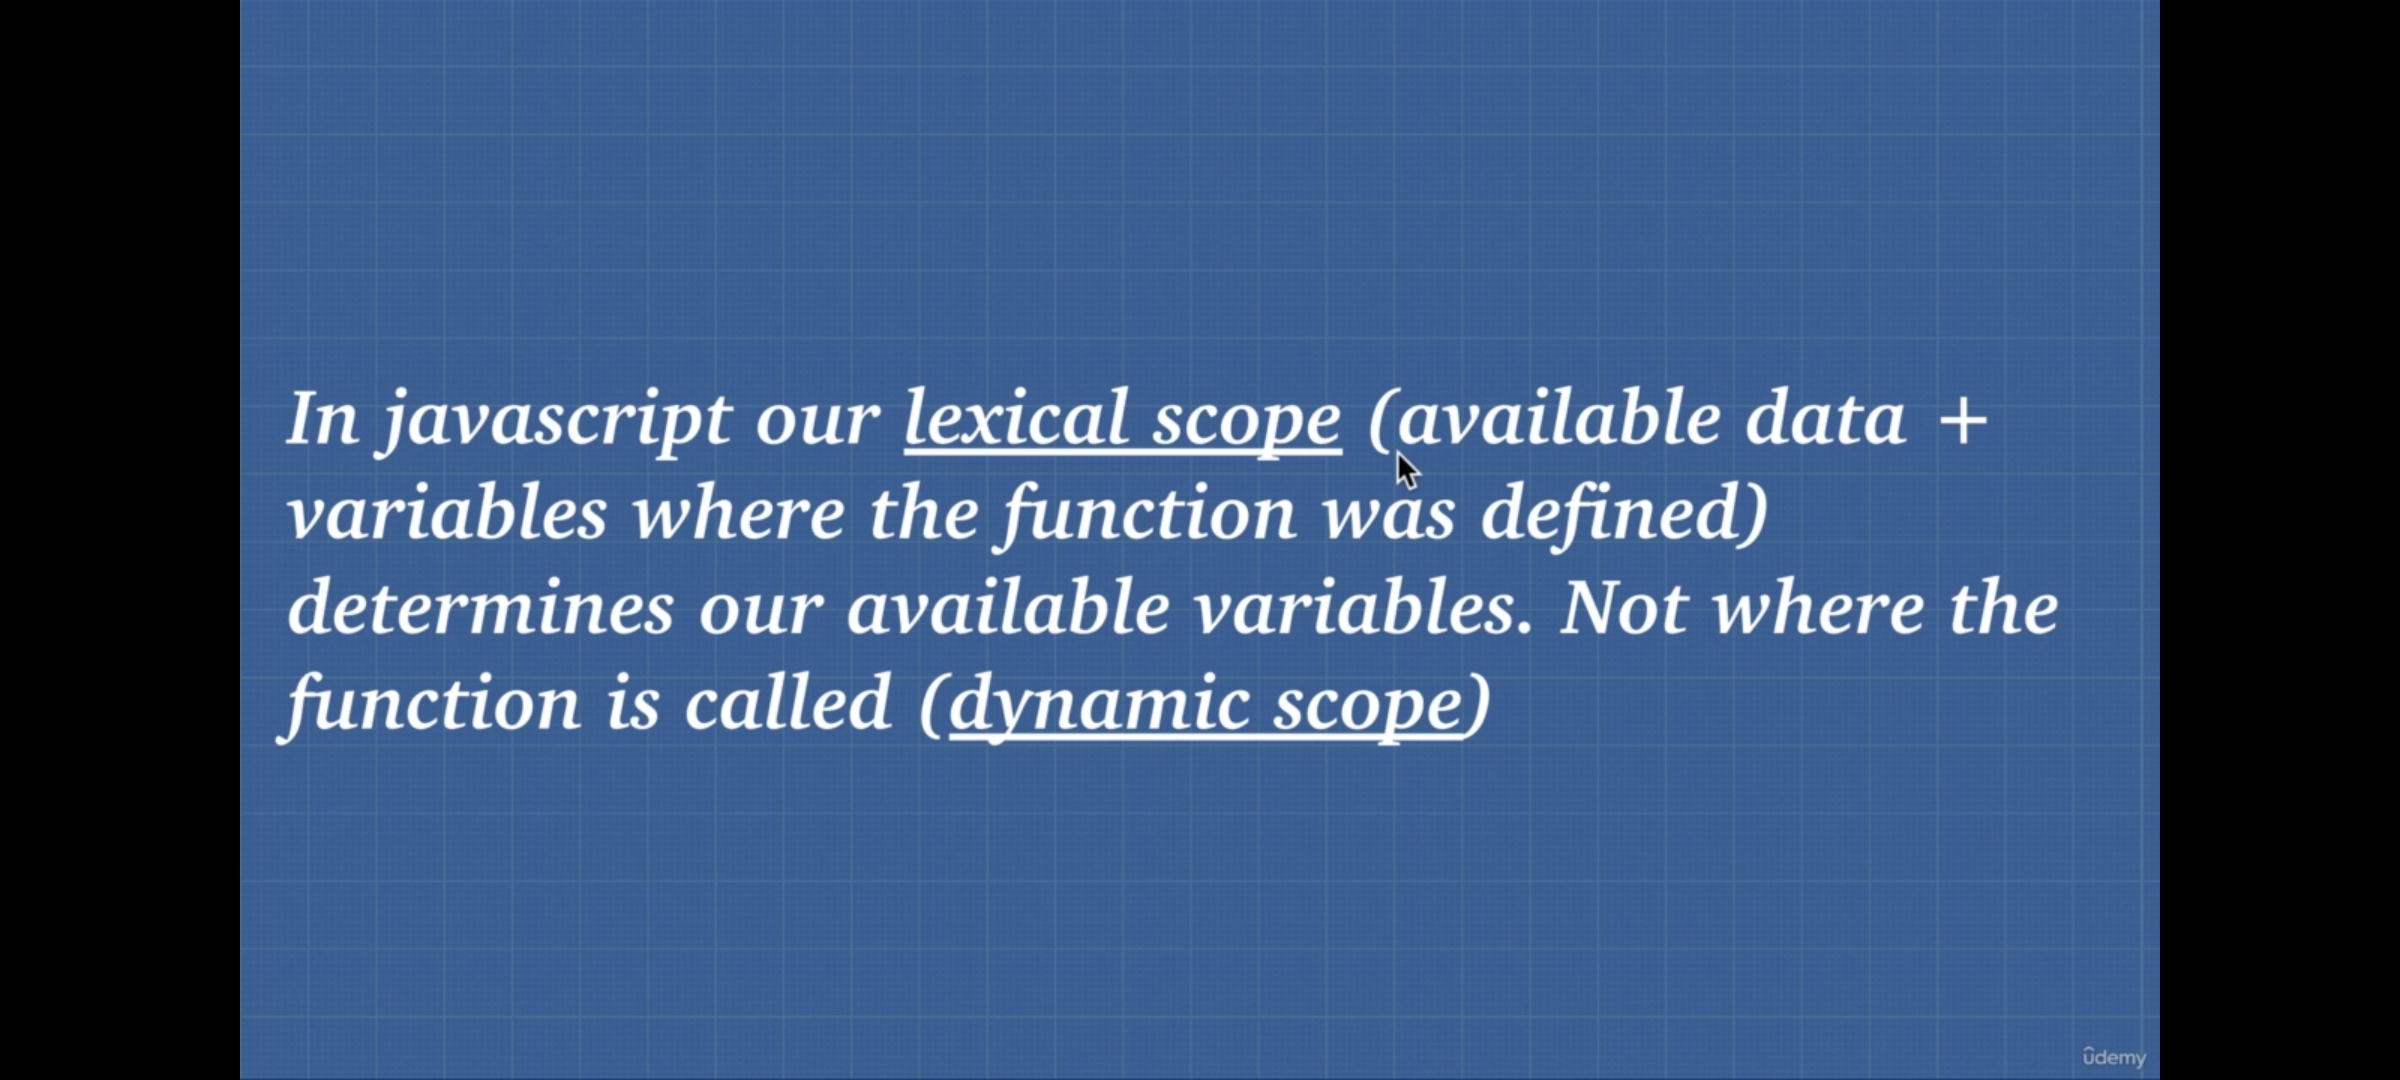 In javascript our lexical scope (available data +
variables where the function was defined)
determines our available variables. Not where the
function is called (dynamic scope)
ûdemy